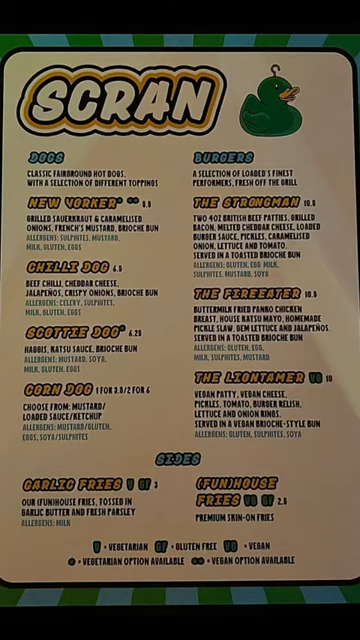 SCRAN
DOGS
CLASSIC FAIRGROUND HOT DOGS,
WITH A SELECTION OF DIFFERENT TOPPINGS
NEW YORKER* ** 6.5
GRILLED SAUERKRAUT & CARAMELISED
ONIONS, FRENCH'S MUSTARD, BRIOCHE BUN
ALLERGENS: SULPHITES, MUSTARD,
MILK, GLUTEN, EGGS
CHILLI DOG 6.5
BEEF CHILLI, CHEDDAR CHEESE,
JALAPEÑOS, CRISPY ONIONS, BRIOCHE BUN
ALLERGENS: CELERY, SULPHITES,
MILK, GLUTEN, EGGS
SCOTTIE DOG* 6.25
HAGGIS, KATSU SAUCE, BRIOCHE BUN
ALLERGENS: MUSTARD, SOYA,
MILK, GLUTEN, EGGS
CORN DOG 1 FOR 3.5/2 FOR 6
CHOOSE FROM: MUSTARD/
LOADED SAUCE/KETCHUP
ALLERGENS: MUSTARD/GLUTEN,
EGGS, SOYA/SULPHITES
BURGERS
A SELECTION OF LOADED'S FINEST
PERFORMERS, FRESH OFF THE GRILL
THE STRONGMAN 10.5
TWO 4OZ BRITISH BEEF PATTIES, GRILLED
BACON, MELTED CHEDDAR CHEESE, LOADED
BURGER SAUCE, PICKLES, CARAMELISED
ONION, LETTUCE AND TOMATO.
SERVED IN A TOASTED BRIOCHE BUN
ALLERGENS: GLUTEN, EGG, MILK,
SULPHITES, MUSTARD, SOYA
THE FIREEATER 10.5
BUTTERMILK FRIED PANKO CHICKEN
BREAST, HOUSE KATSU MAYO, HOMEMADE
PICKLE SLAW, GEM LETTUCE AND JALAPEÑOS.
SERVED IN A TOASTED BRIOCHE BUN
ALLERGENS: GLUTEN, EGG,
MILK, SULPHITES, MUSTARD
THE LIONTAMER VG 10
VEGAN PATTY, VEGAN CHEESE,
PICKLES, TOMATO, BURGER RELISH,
LETTUCE AND ONION RINGS.
SERVED IN A VEGAN BRIOCHE-STYLE BUN
ALLERGENS: GLUTEN, SULPHITES, SOYA
SIDES
GARLIC FRIES V GF 3
OUR (FUN)HOUSE FRIES, TOSSED IN
GARLIC BUTTER AND FRESH PARSLEY
ALLERGENS: MILK
(FUN)HOUSE
FRIES VG GF 2.5
PREMIUM SKIN-ON FRIES
V = VEGETARIAN GF = GLUTEN FREE VG = VEGAN
* = VEGETARIAN OPTION AVAILABLE ** = VEGAN OPTION AVAILABLE